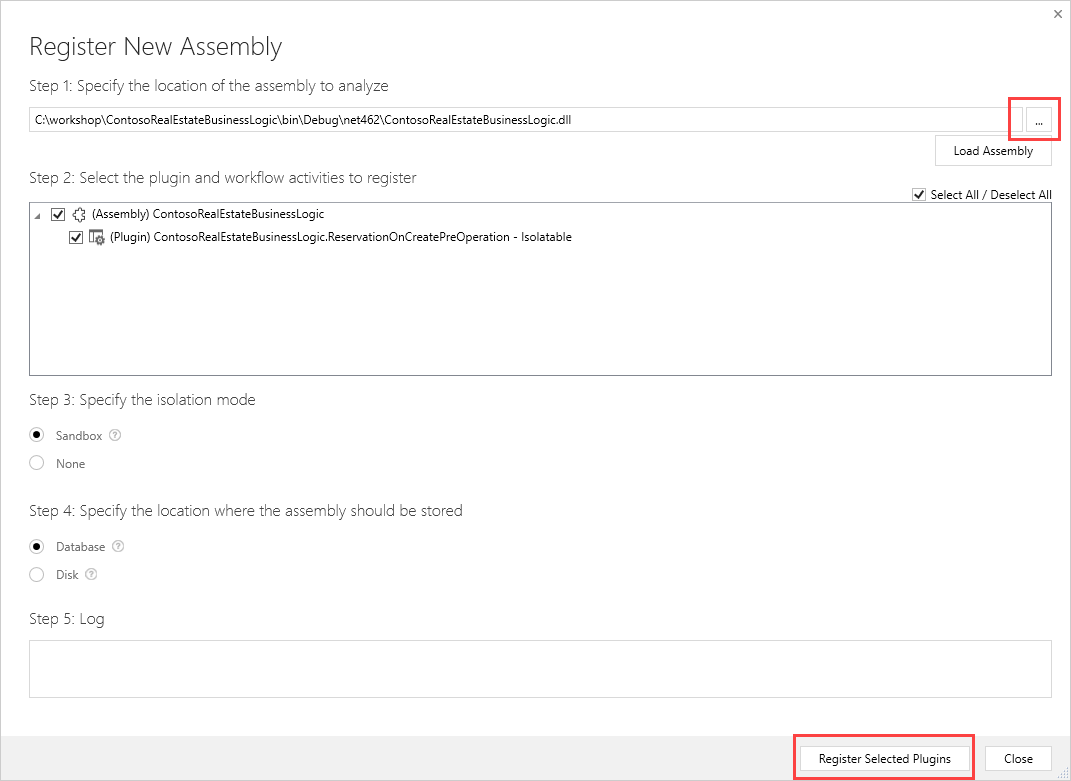 Register New Assembly
Step 1: Specify the location of the assembly to analyze
C:\workshop\ContosoRealEstateBusinessLogic\bin\Debug\net462\ContosoRealEstateBusinessLogic.dll
...
Load Assembly
Step 2: Select the plugin and workflow activities to register
Select All / Deselect All
(Assembly) ContosoRealEstateBusinessLogic
(Plugin) ContosoRealEstateBusinessLogic.ReservationOnCreatePreOperation - Isolatable
Step 3: Specify the isolation mode
Sandbox ?
None
Step 4: Specify the location where the assembly should be stored
Database ?
Disk ?
Step 5: Log
Register Selected Plugins
Close